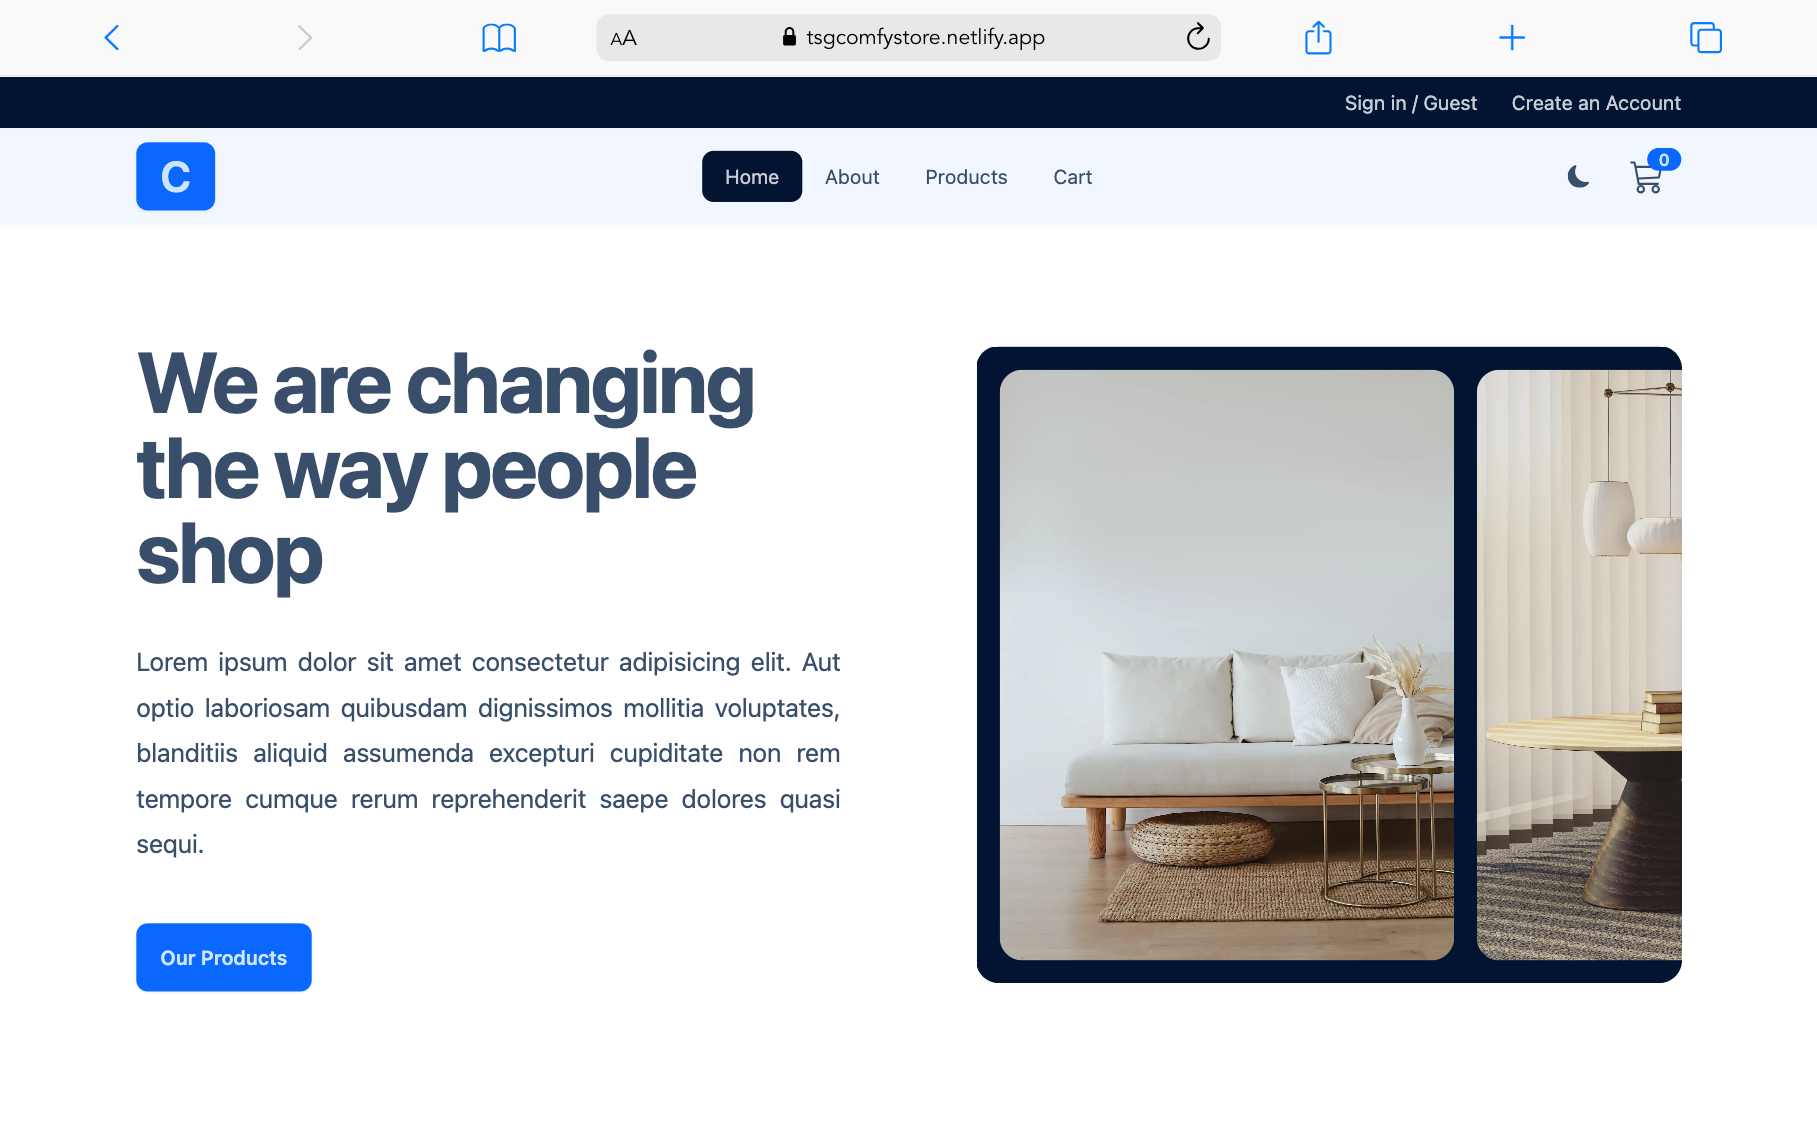 AA tsgcomfystore.netlify.app
Sign in / Guest Create an Account
C Home About Products Cart 0
We are changing
the way people
shop
Lorem ipsum dolor sit amet consectetur adipisicing elit. Aut
optio laboriosam quibusdam dignissimos mollitia voluptates,
blanditiis aliquid assumenda excepturi cupiditate non rem
tempore cumque rerum reprehenderit saepe dolores quasi
sequi.
Our Products